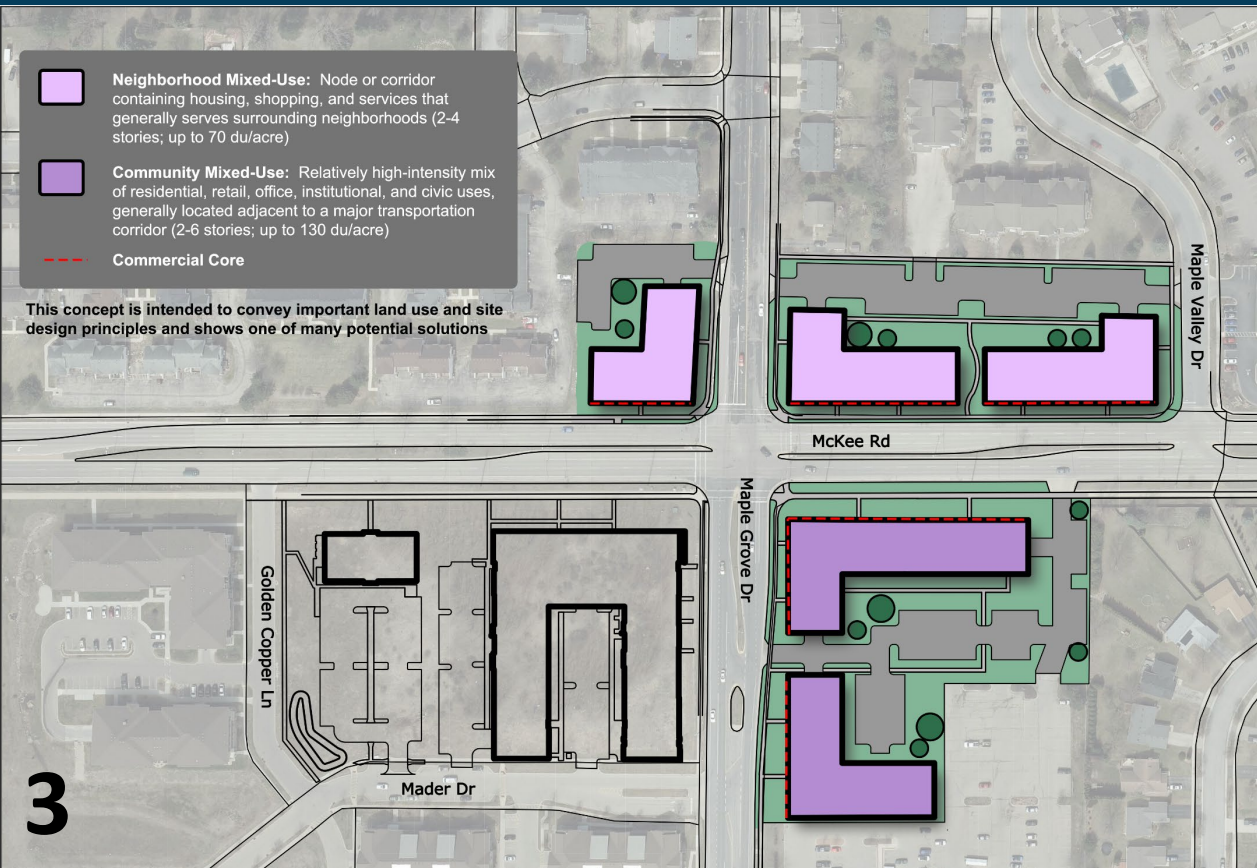 Neighborhood Mixed-Use: Node or corridor
containing housing, shopping, and services that
generally serves surrounding neighborhoods (2-4
stories; up to 70 du/acre)
Community Mixed-Use: Relatively high-intensity mix
of residential, retail, office, institutional, and civic uses,
generally located adjacent to a major transportation
corridor (2-6 stories; up to 130 du/acre)
Commercial Core
This concept is intended to convey important land use and site
design principles and shows one of many potential solutions
Maple Valley Dr
McKee Rd
Maple Grove Dr
Golden Copper Ln
Mader Dr
3